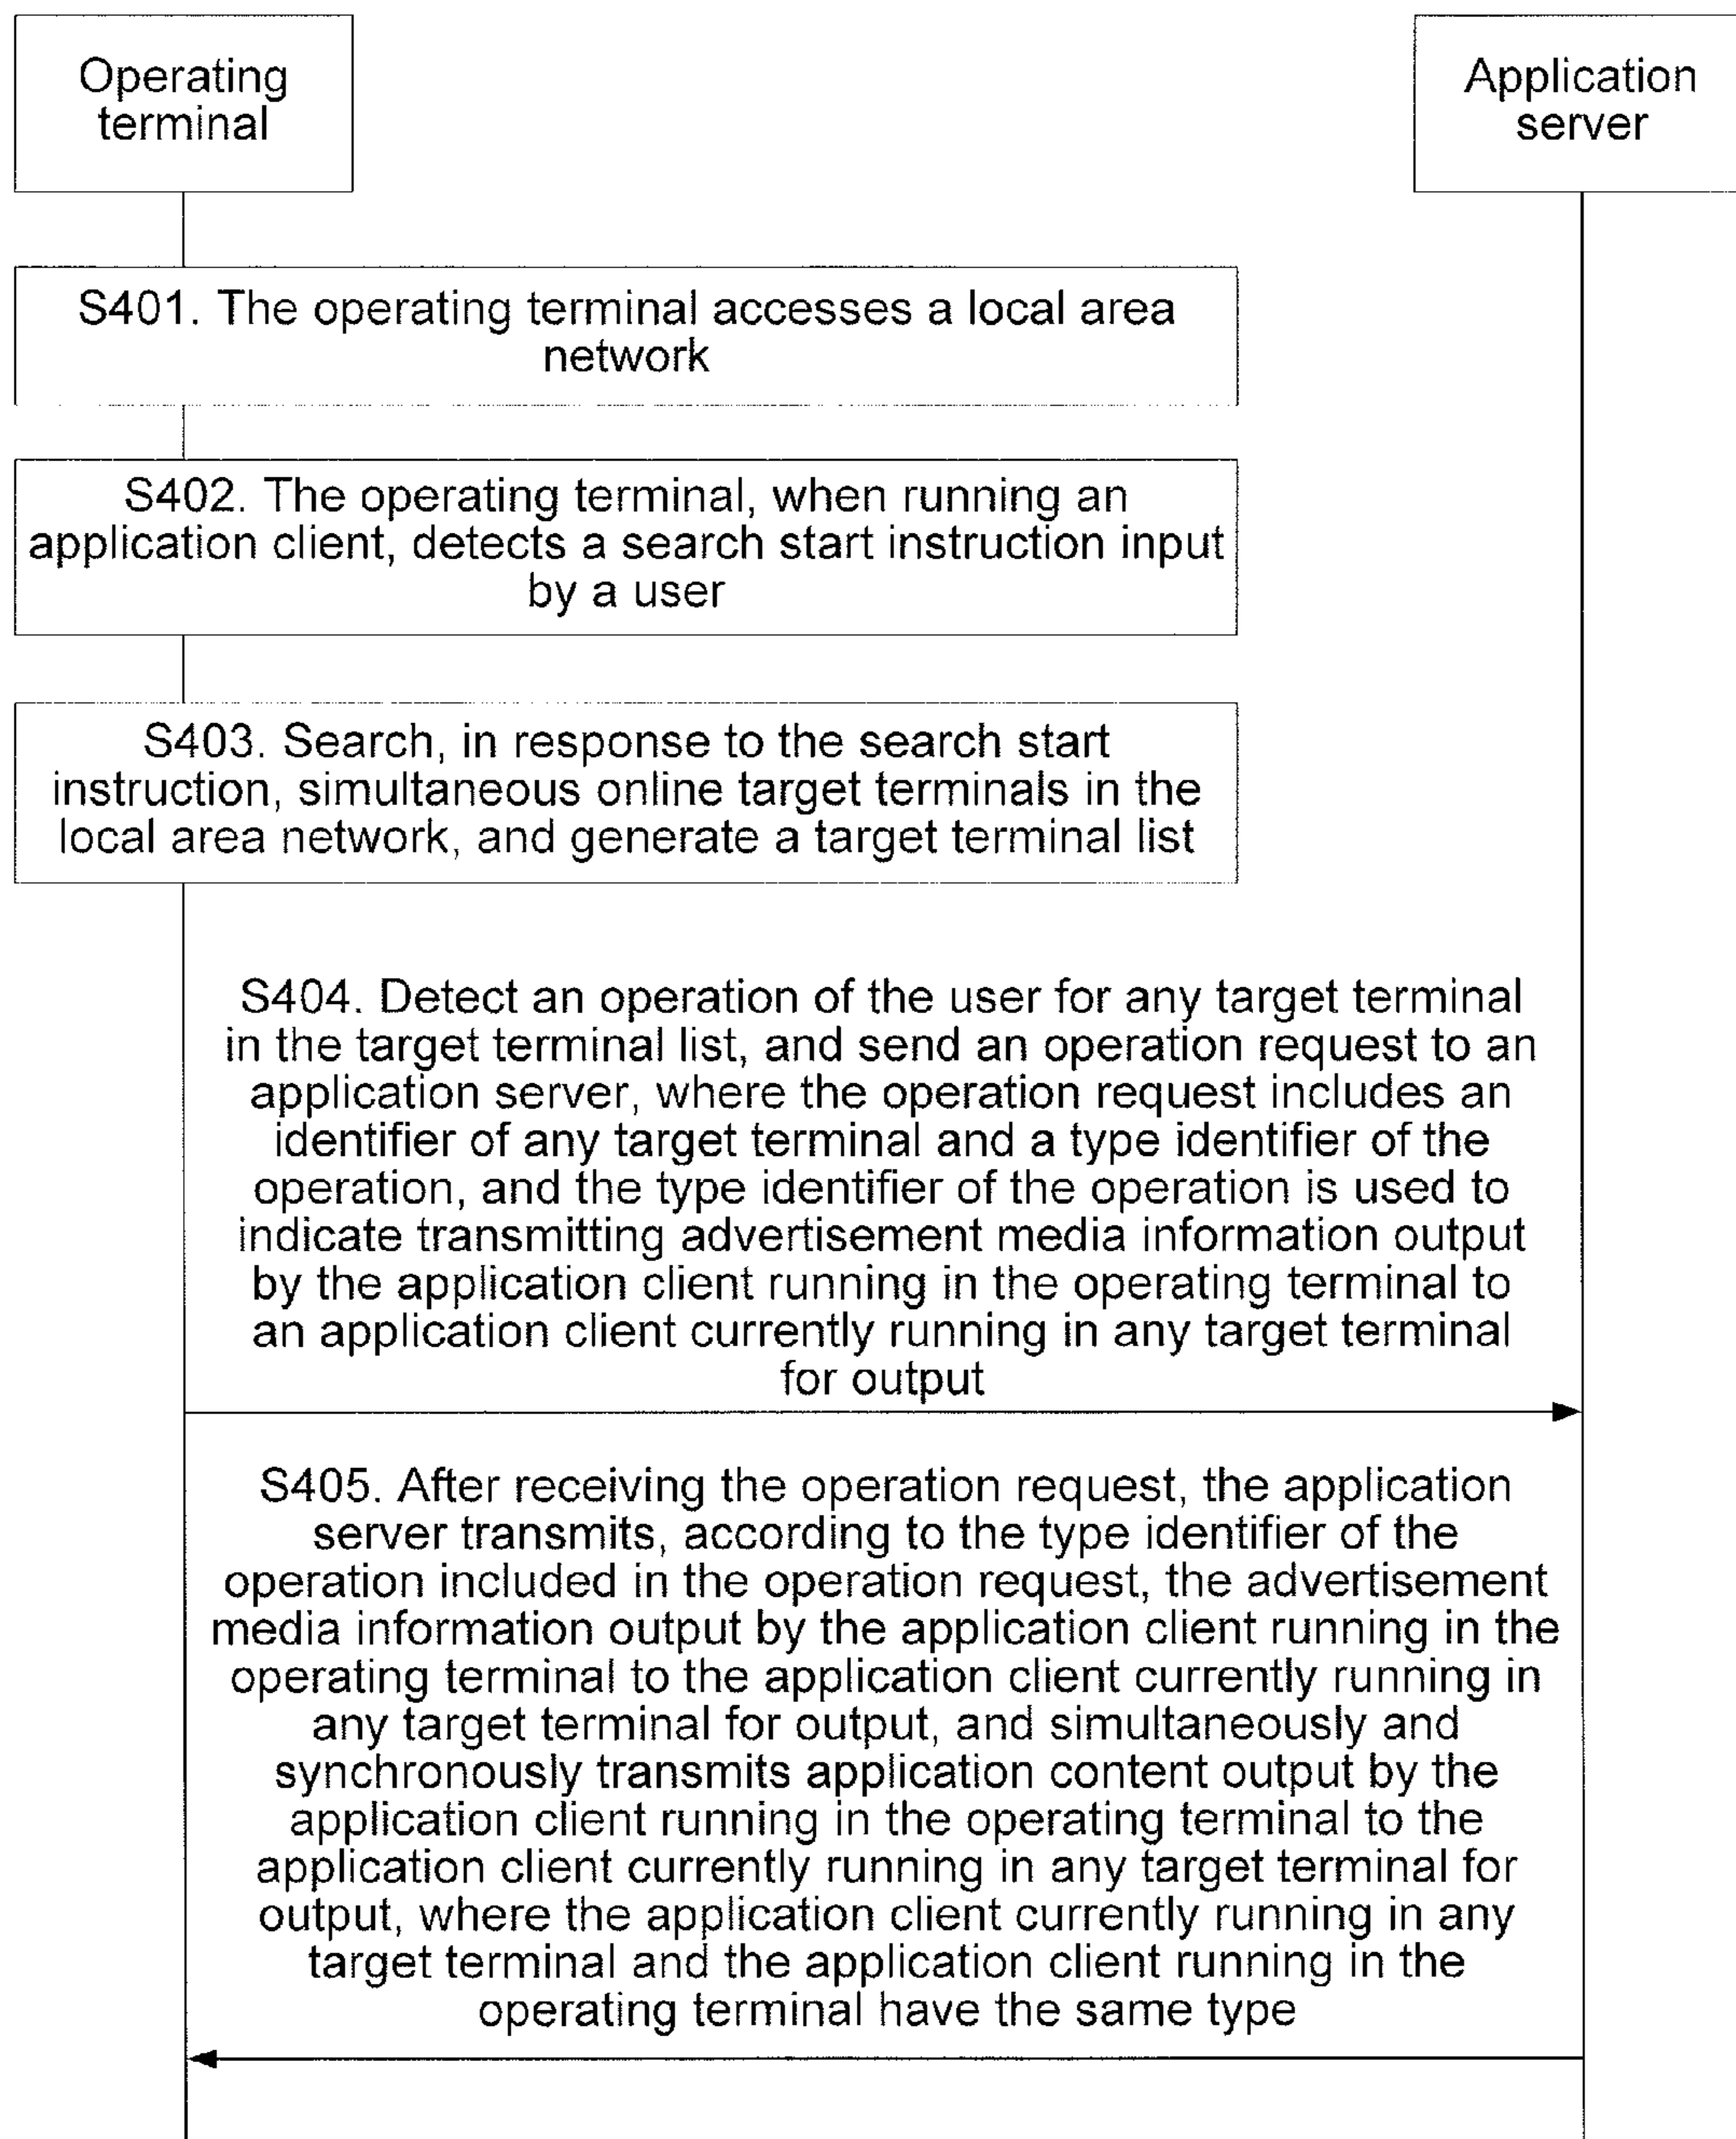 Operating
terminal
Application
server
S401. The operating terminal accesses a local area
network
S402. The operating terminal, when running an
application client, detects a search start instruction input
by a user
S403. Search, in response to the search start
instruction, simultaneous online target terminals in the
local area network, and generate a target terminal list
S404. Detect an operation of the user for any target terminal
in the target terminal list, and send an operation request to an
application server, where the operation request includes an
identifier of any target terminal and a type identifier of the
operation, and the type identifier of the operation is used to
indicate transmitting advertisement media information output
by the application client running in the operating terminal to
an application client currently running in any target terminal
for output
S405. After receiving the operation request, the application
server transmits, according to the type identifier of the
operation included in the operation request, the advertisement
media information output by the application client running in the
operating terminal to the application client currently running in
any target terminal for output, and simultaneously and
synchronously transmits application content output by the
application client running in the operating terminal to the
application client currently running in any target terminal for
output, where the application client currently running in any
target terminal and the application client running in the
operating terminal have the same type